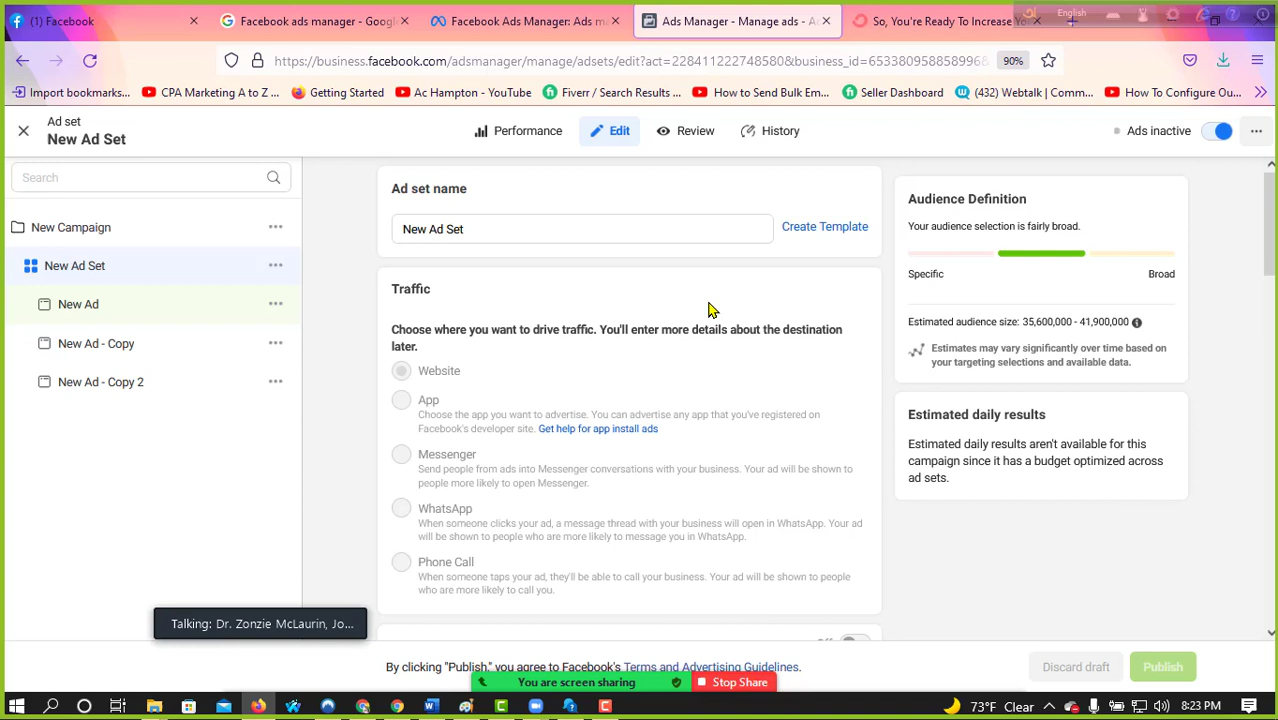 (1) Facebook
Facebook ads manager - Googl
Facebook Ads Manager: Ads m
Ads Manager - Manage ads - A
So, You're Ready To Increase Yo
English
https://business.facebook.com/adsmanager/manage/adsets/edit?act=228411222748580&business_id=65338095885899
90%
Import bookmarks...
CPA Marketing A to Z ...
Getting Started
Ac Hampton - YouTube
Fiverr / Search Results ...
How to Send Bulk Em...
Seller Dashboard
(432) Webtalk | Comm...
How To Configure Ou...
Ad set
New Ad Set
Performance
Edit
Review
History
Ads inactive
Search
New Campaign
New Ad Set
New Ad
New Ad - Copy
New Ad - Copy 2
Ad set name
New Ad Set
Create Template
Traffic
Choose where you want to drive traffic. You'll enter more details about the destination
later.
Website
App
Choose the app you want to advertise. You can advertise any app that you've registered on
Facebook's developer site. Get help for app install ads
Messenger
Send people from ads into Messenger conversations with your business. Your ad will be shown to
people more likely to open Messenger.
WhatsApp
When someone clicks your ad, a message thread with your business will open in WhatsApp. Your ad
will be shown to people who are more likely to message you in WhatsApp.
Phone Call
When someone taps your ad, they'll be able to call your business. Your ad will be shown to people
who are more likely to call you.
Audience Definition
Your audience selection is fairly broad.
Specific
Broad
Estimated audience size: 35,600,000 - 41,900,000
Estimates may vary significantly over time based on
your targeting selections and available data.
Estimated daily results
Estimated daily results aren't available for this
campaign since it has a budget optimized across
ad sets.
Talking: Dr. Zonzie McLaurin, Jo...
Off
By clicking "Publish," you agree to Facebook's Terms and Advertising Guidelines.
Discard draft
Publish
You are screen sharing
Stop Share
73°F Clear
8:23 PM